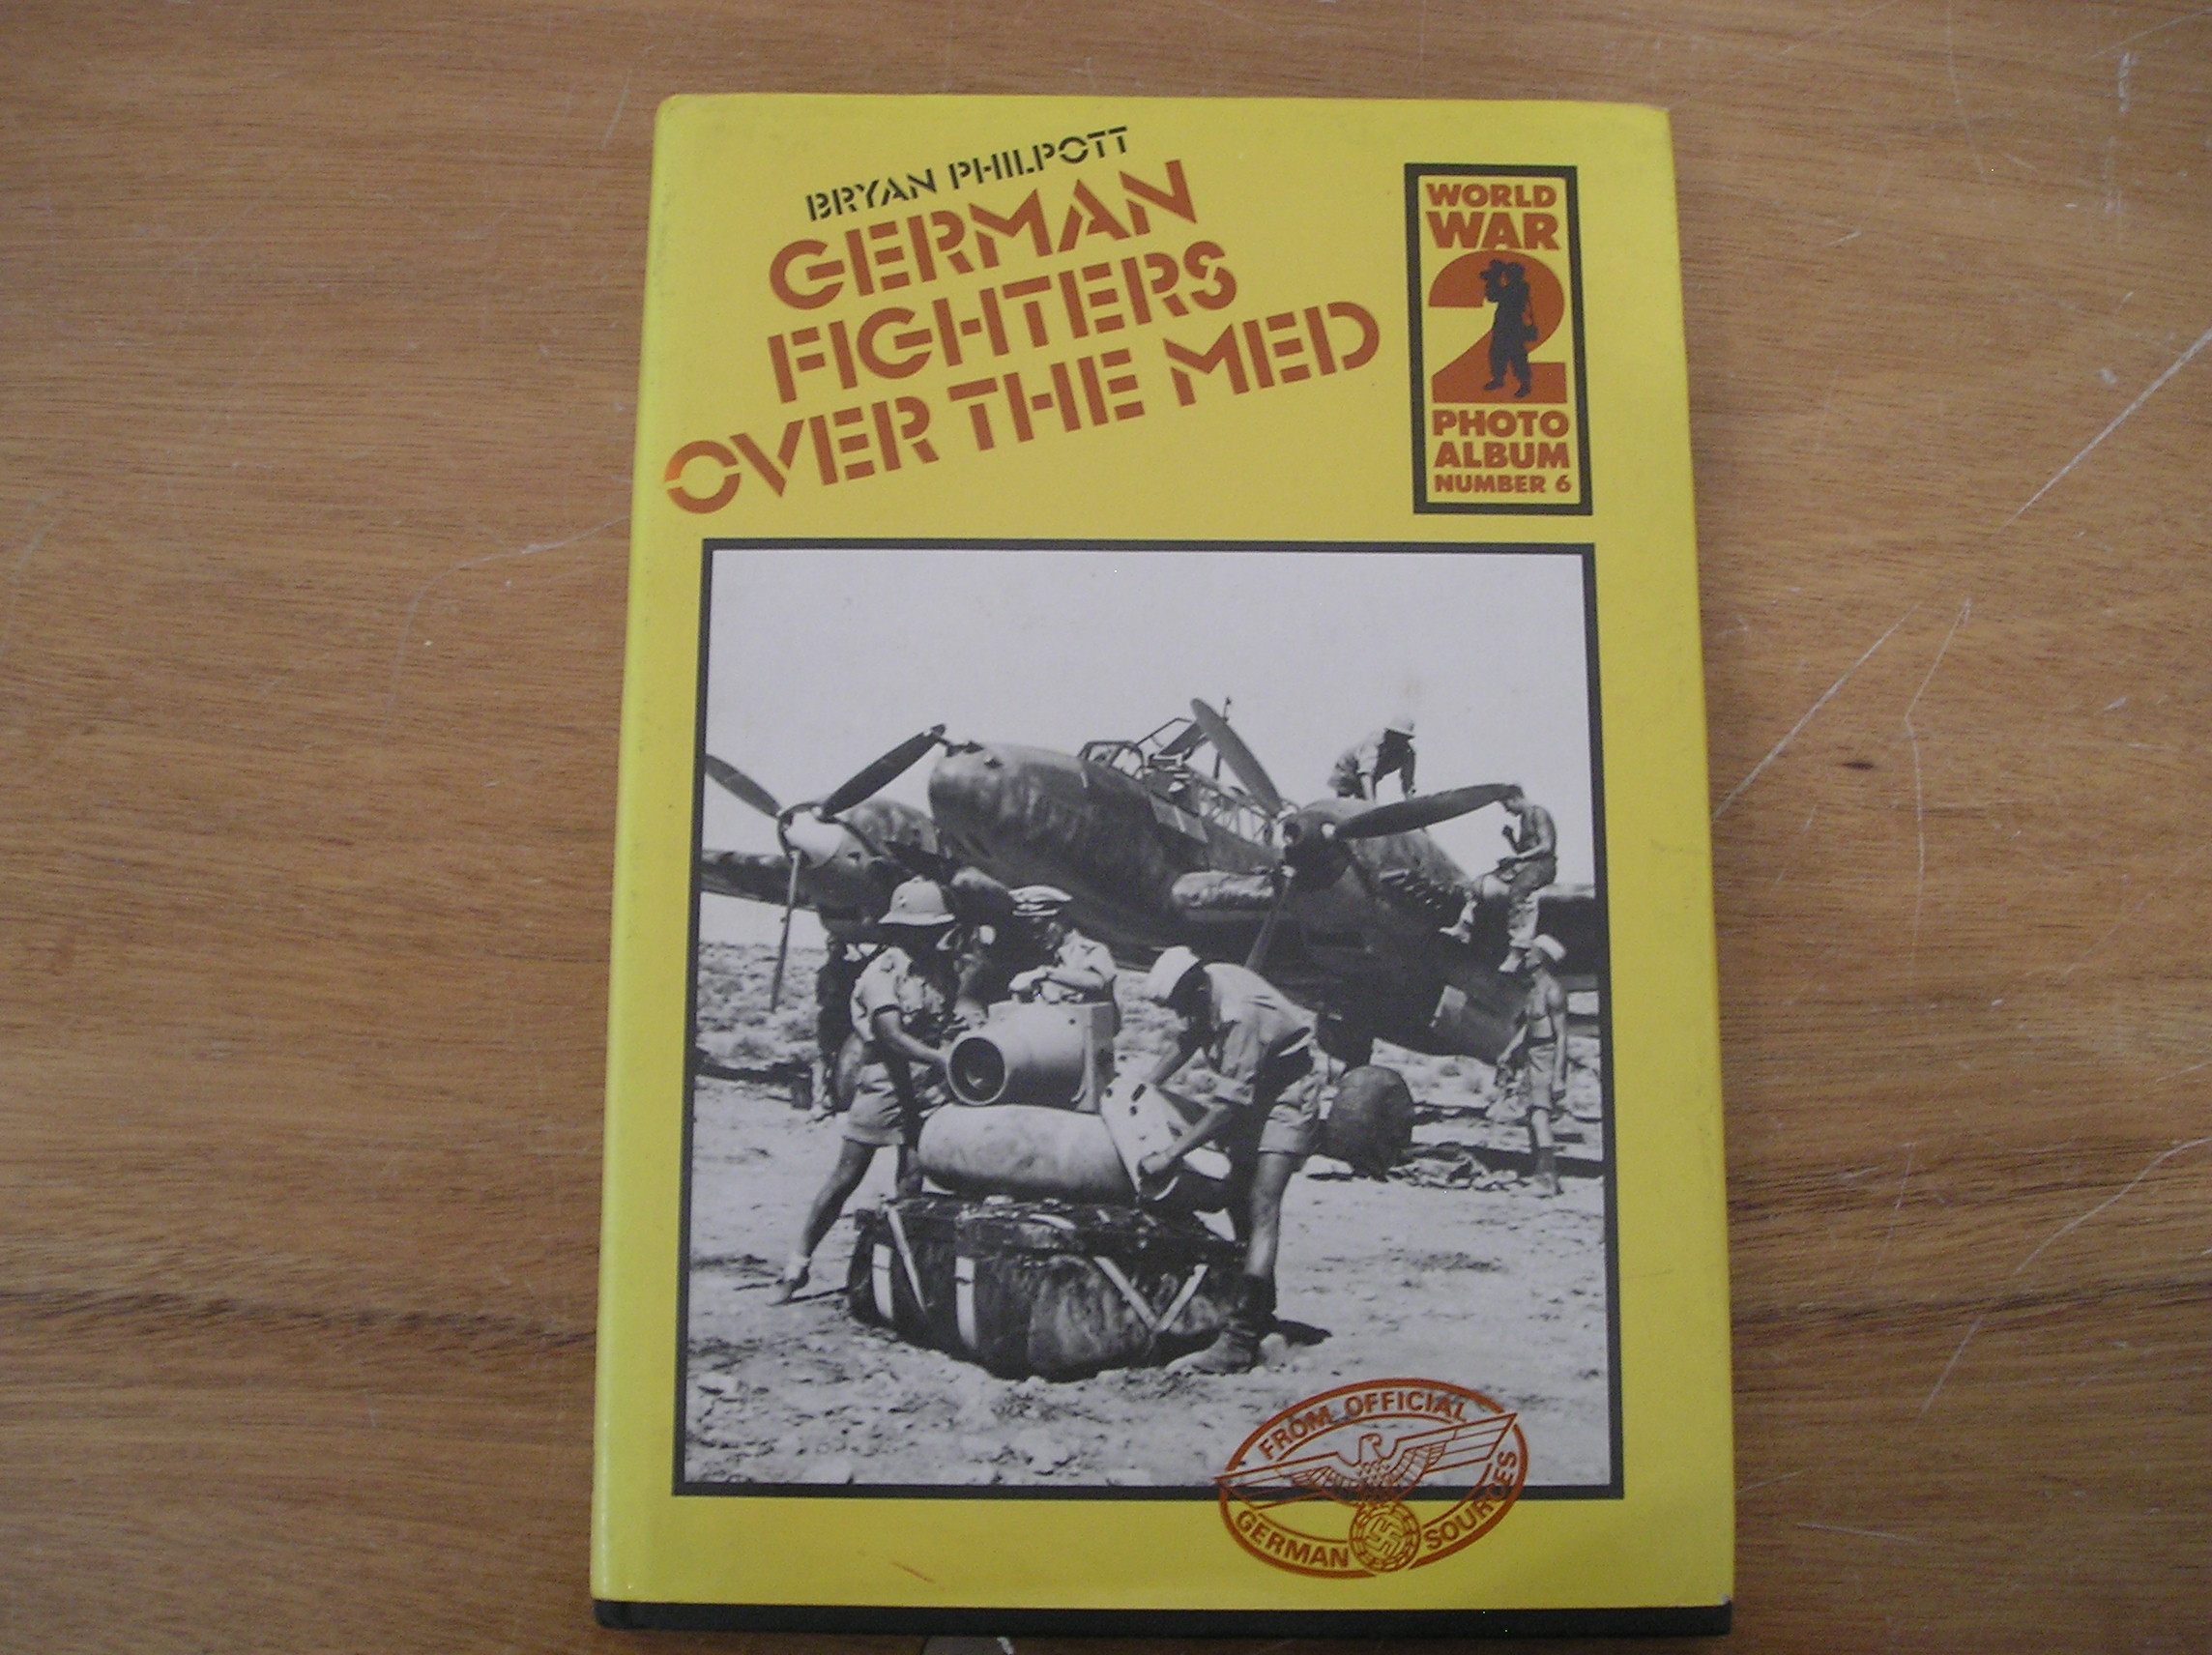 BRYAN PHILPOTT
GERMAN
FIGHTERS
OVER THE MED
WORLD
WAR
2
PHOTO
ALBUM
NUMBER 6
FROM OFFICIAL
GERMAN SOURCES